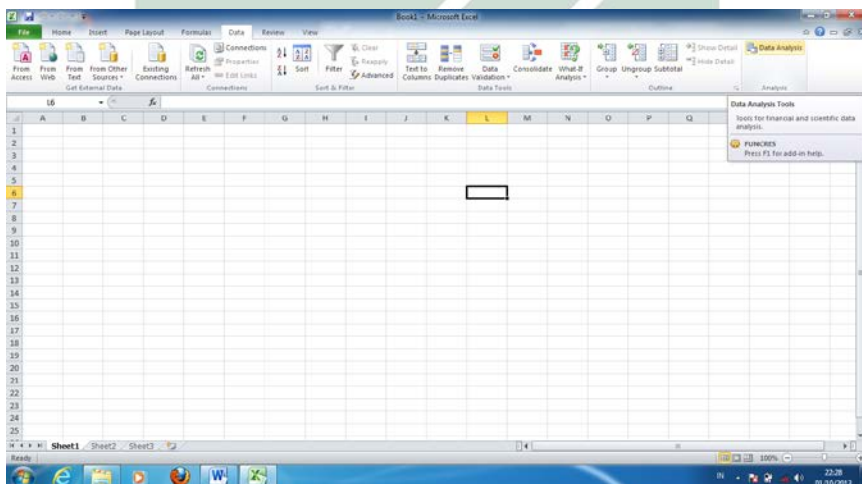 Book1 - Microsoft Excel
File Home Insert Page Layout Formulas Data Review View
From Access
From Web
From Text
From Other Sources
Existing Connections
Get External Data
Refresh All
Connections
Properties
Edit Links
Connections
Sort
Filter
Clear
Reapply
Advanced
Sort & Filter
Text to Columns
Remove Duplicates
Data Validation
Consolidate
What-If Analysis
Data Tools
Group
Ungroup
Subtotal
Show Detail
Hide Detail
Outline
Data Analysis
Analysis
L6 fx
Data Analysis Tools
Tools for financial and scientific data
analysis.
FUNCRES
Press F1 for add-in help.
A B C D E F G H I J K L M N O P Q
1
2
3
4
5
6
7
8
9
10
11
12
13
14
15
16
17
18
19
20
21
22
23
24
25
Sheet1 Sheet2 Sheet3
Ready 100%
IN 22:28
01/10/2013